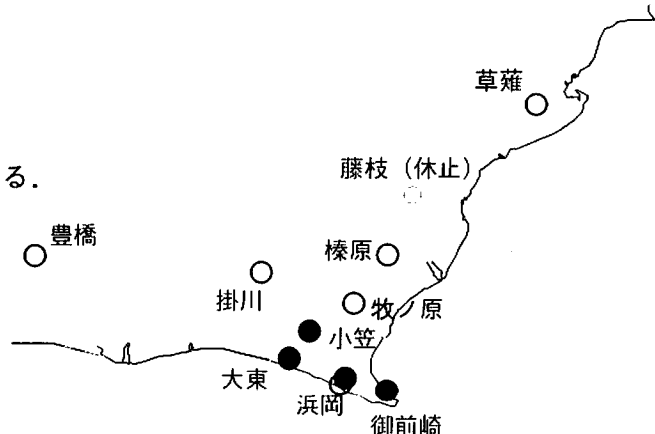 草薙
藤枝（休止）
る．
豊橋
榛原
掛川
牧ノ原
小笠
大東
浜岡
御前崎